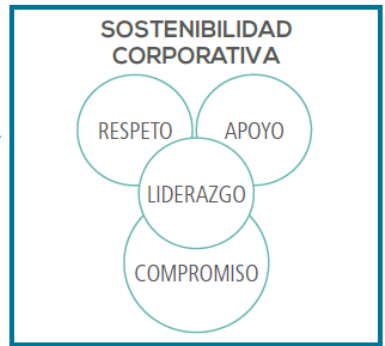 SOSTENIBILIDAD
CORPORATIVA
RESPETO
APOYO
LIDERAZGO
COMPROMISO